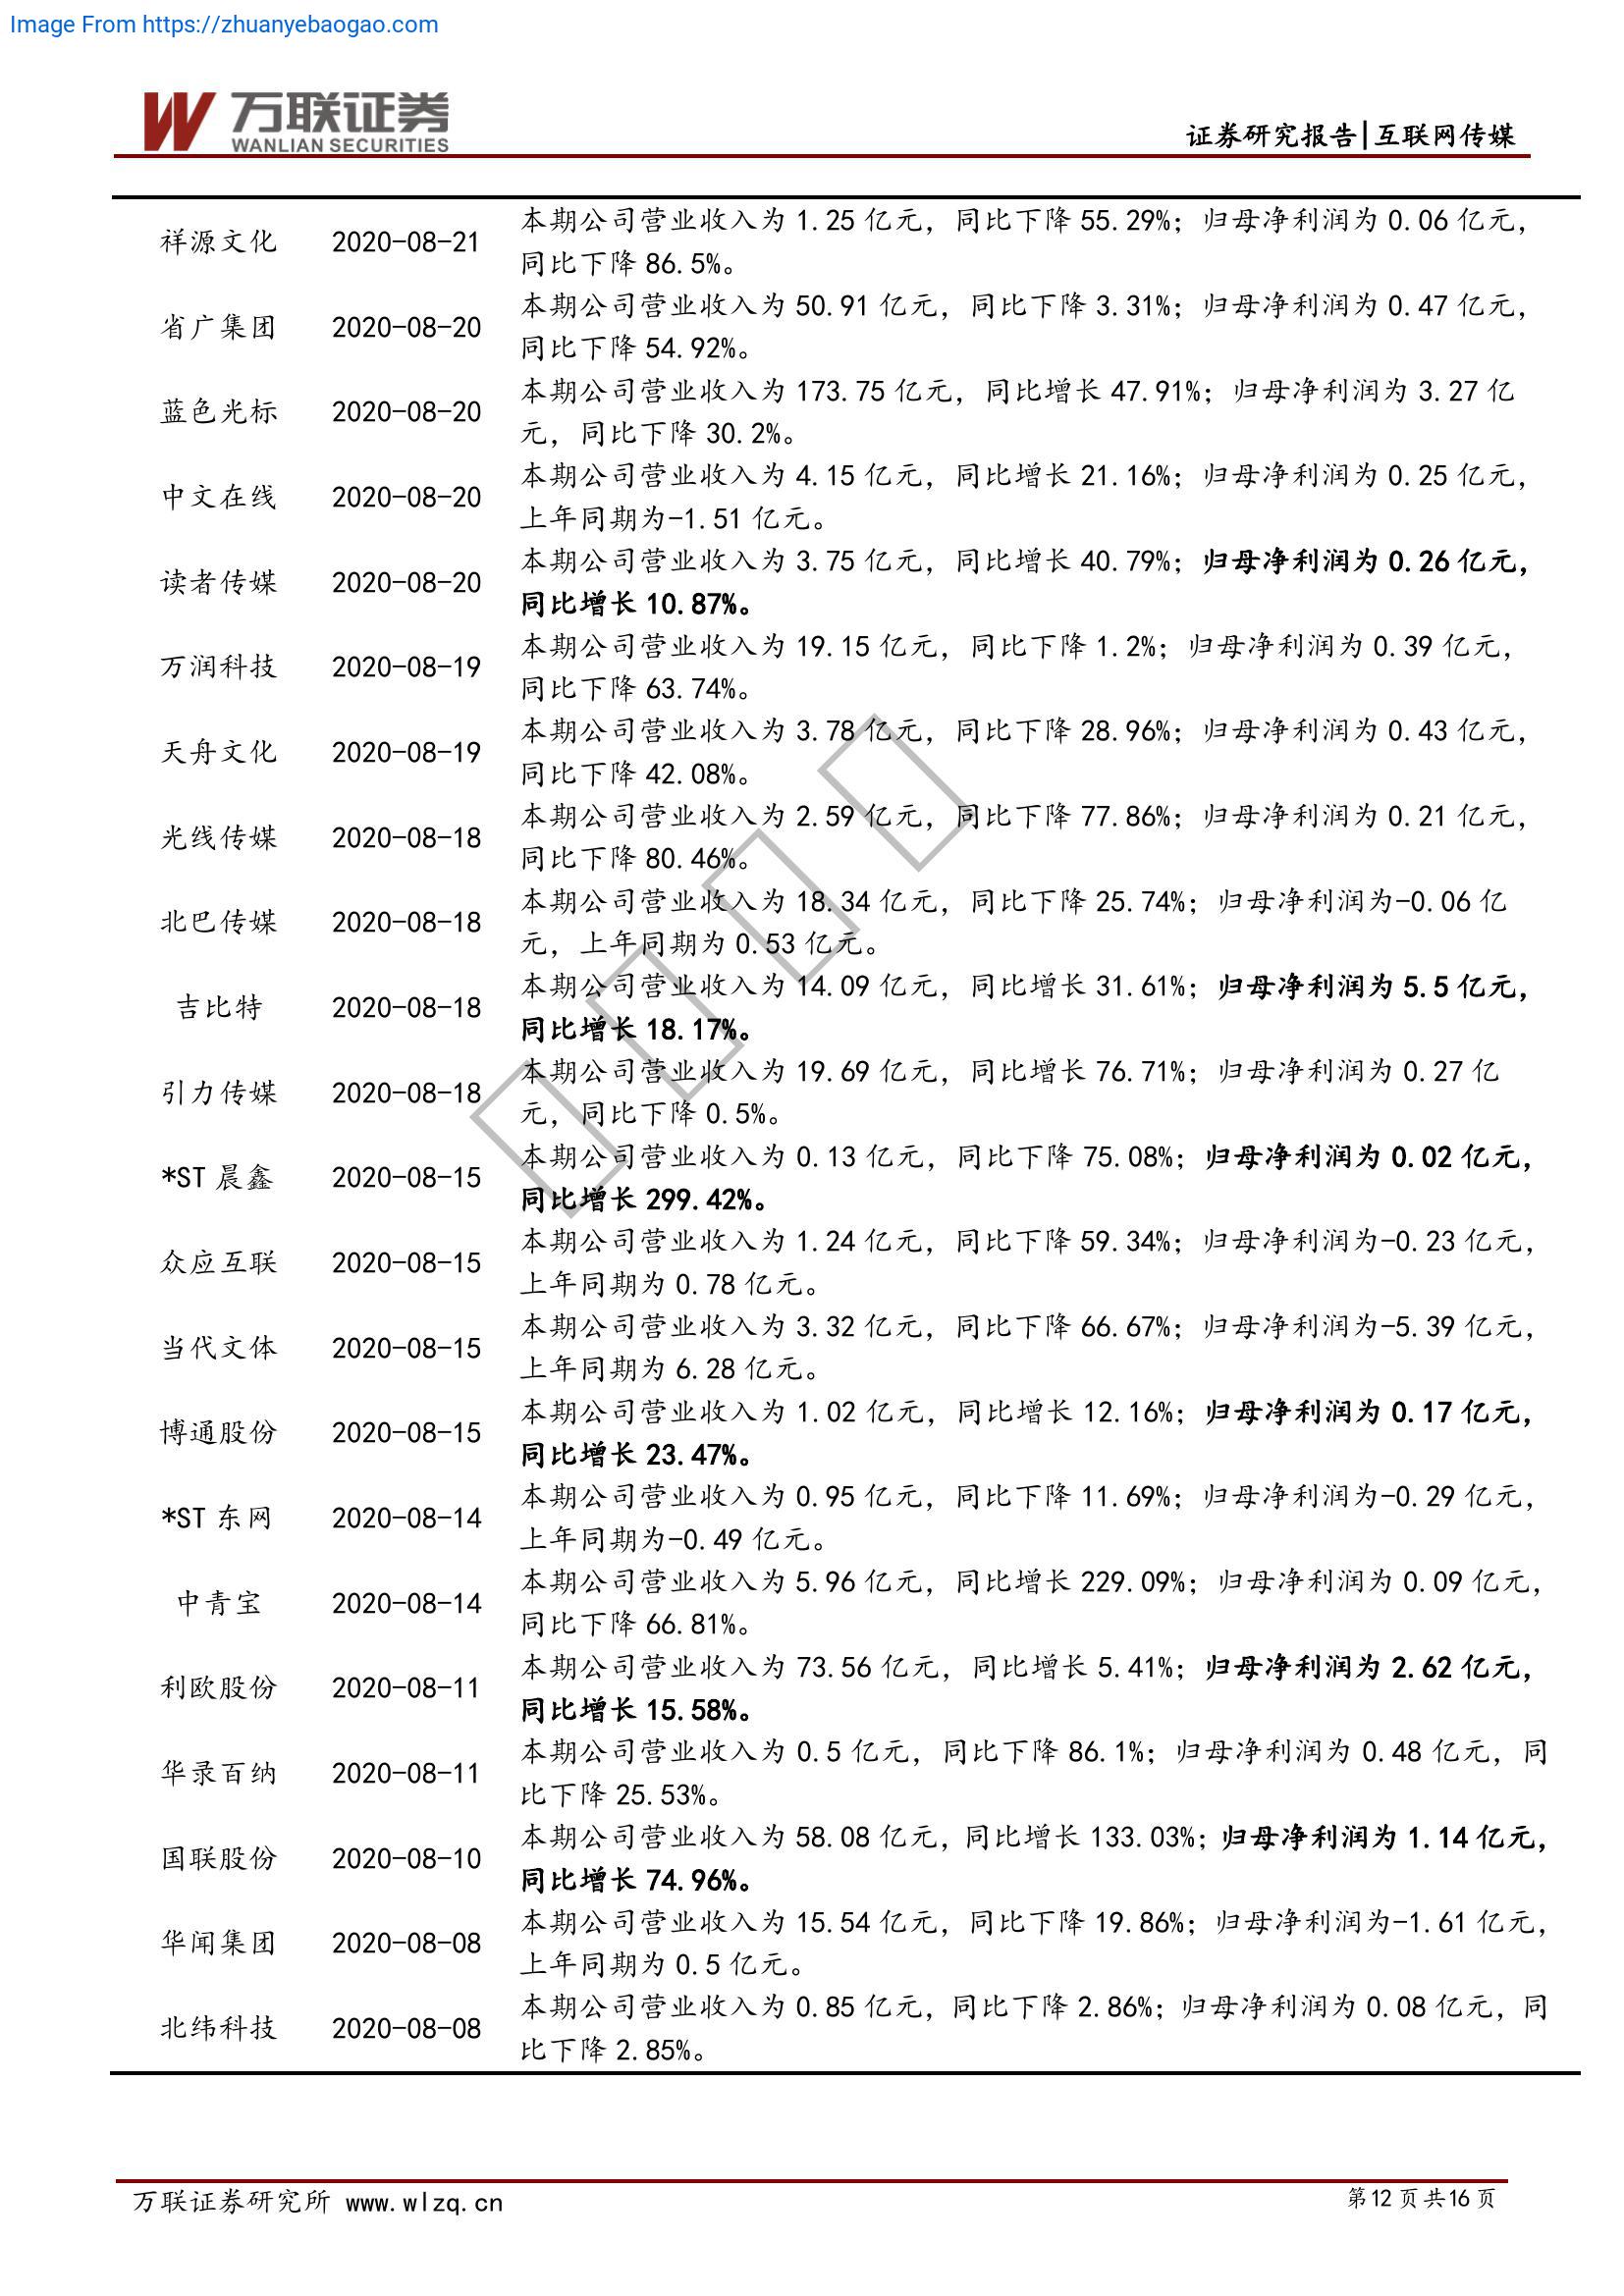 Image From https://zhuanyebaogao.com
万联证券
WANLIAN SECURITIES
证券研究报告|互联网传媒
祥源文化 2020-08-21 本期公司营业收入为 1.25 亿元，同比下降 55.29%；归母净利润为 0.06 亿元，
同比下降 86.5%。
省广集团 2020-08-20 本期公司营业收入为 50.91 亿元，同比下降 3.31%；归母净利润为 0.47 亿元，
同比下降 54.92%。
蓝色光标 2020-08-20 本期公司营业收入为 173.75 亿元，同比增长 47.91%；归母净利润为 3.27 亿
元，同比下降 30.2%。
中文在线 2020-08-20 本期公司营业收入为 4.15 亿元，同比增长 21.16%；归母净利润为 0.25 亿元，
上年同期为-1.51 亿元。
读者传媒 2020-08-20 本期公司营业收入为 3.75 亿元，同比增长 40.79%；归母净利润为 0.26 亿元，
同比增长 10.87%。
万润科技 2020-08-19 本期公司营业收入为 19.15 亿元，同比下降 1.2%；归母净利润为 0.39 亿元，
同比下降 63.74%。
天舟文化 2020-08-19 本期公司营业收入为 3.78 亿元，同比下降 28.96%；归母净利润为 0.43 亿元，
同比下降 42.08%。
光线传媒 2020-08-18 本期公司营业收入为 2.59 亿元，同比下降 77.86%；归母净利润为 0.21 亿元，
同比下降 80.46%。
北巴传媒 2020-08-18 本期公司营业收入为 18.34 亿元，同比下降 25.74%；归母净利润为-0.06 亿
元，上年同期为 0.53 亿元。
吉比特 2020-08-18 本期公司营业收入为 14.09 亿元，同比增长 31.61%；归母净利润为 5.5 亿元，
同比增长 18.17%。
引力传媒 2020-08-18 本期公司营业收入为 19.69 亿元，同比增长 76.71%；归母净利润为 0.27 亿
元，同比下降 0.5%。
*ST 晨鑫 2020-08-15 本期公司营业收入为 0.13 亿元，同比下降 75.08%；归母净利润为 0.02 亿元，
同比增长 299.42%。
众应互联 2020-08-15 本期公司营业收入为 1.24 亿元，同比下降 59.34%；归母净利润为-0.23 亿元，
上年同期为 0.78 亿元。
当代文体 2020-08-15 本期公司营业收入为 3.32 亿元，同比下降 66.67%；归母净利润为-5.39 亿元，
上年同期为 6.28 亿元。
博通股份 2020-08-15 本期公司营业收入为 1.02 亿元，同比增长 12.16%；归母净利润为 0.17 亿元，
同比增长 23.47%。
*ST 东网 2020-08-14 本期公司营业收入为 0.95 亿元，同比下降 11.69%；归母净利润为-0.29 亿元，
上年同期为-0.49 亿元。
中青宝 2020-08-14 本期公司营业收入为 5.96 亿元，同比增长 229.09%；归母净利润为 0.09 亿元，
同比下降 66.81%。
利欧股份 2020-08-11 本期公司营业收入为 73.56 亿元，同比增长 5.41%；归母净利润为 2.62 亿元，
同比增长 15.58%。
华录百纳 2020-08-11 本期公司营业收入为 0.5 亿元，同比下降 86.1%；归母净利润为 0.48 亿元，同
比下降 25.53%。
国联股份 2020-08-10 本期公司营业收入为 58.08 亿元，同比增长 133.03%；归母净利润为 1.14 亿元，
同比增长 74.96%。
华闻集团 2020-08-08 本期公司营业收入为 15.54 亿元，同比下降 19.86%；归母净利润为-1.61 亿元，
上年同期为 0.5 亿元。
北纬科技 2020-08-08 本期公司营业收入为 0.85 亿元，同比下降 2.86%；归母净利润为 0.08 亿元，同
比下降 2.85%。
万联证券研究所 www.wlzq.cn
第12 页 共16 页